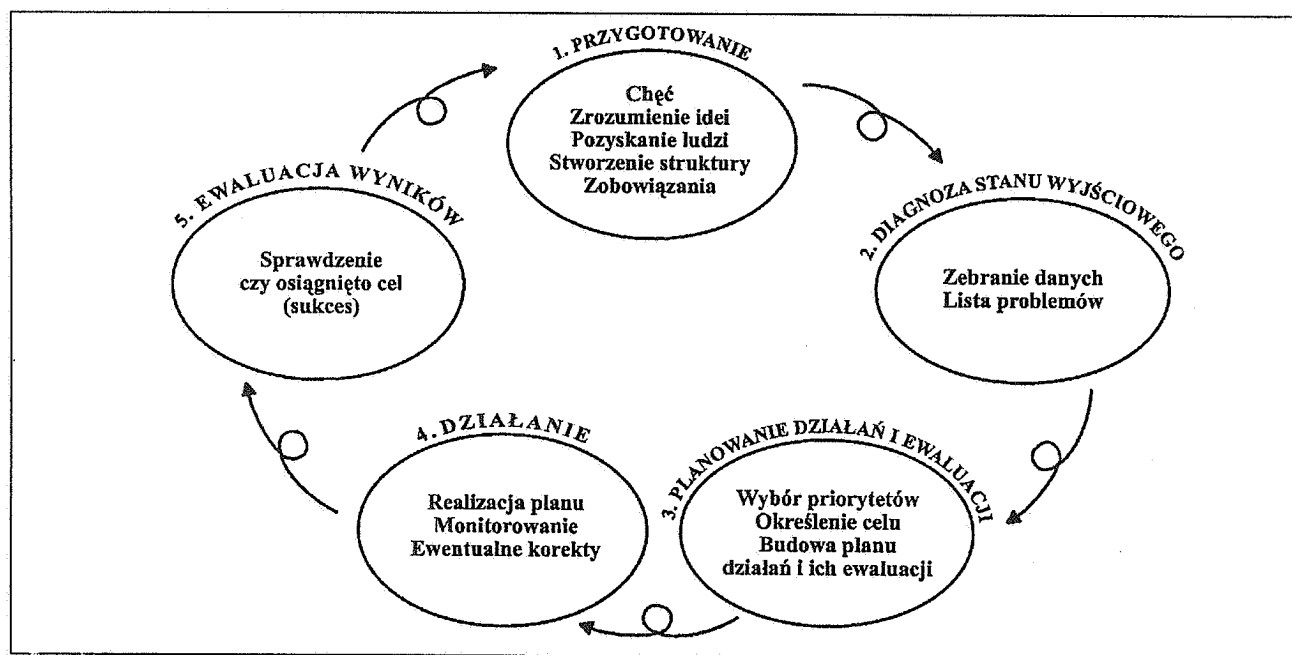 1. PRZYGOTOWANIE
Chęć
Zrozumienie idei
Pozyskanie ludzi
Stworzenie struktury
Zobowiązania
2. DIAGNOZA STANU WYJŚCIOWEGO
Zebranie danych
Lista problemów
3. PLANOWANIE DZIAŁAŃ I EWALUACJI
Wybór priorytetów
Określenie celu
Budowa planu
działań i ich ewaluacji
4. DZIAŁANIE
Realizacja planu
Monitorowanie
Ewentualne korekty
5. EWALUACJA WYNIKÓW
Sprawdzenie
czy osiągnięto cel
(sukces)